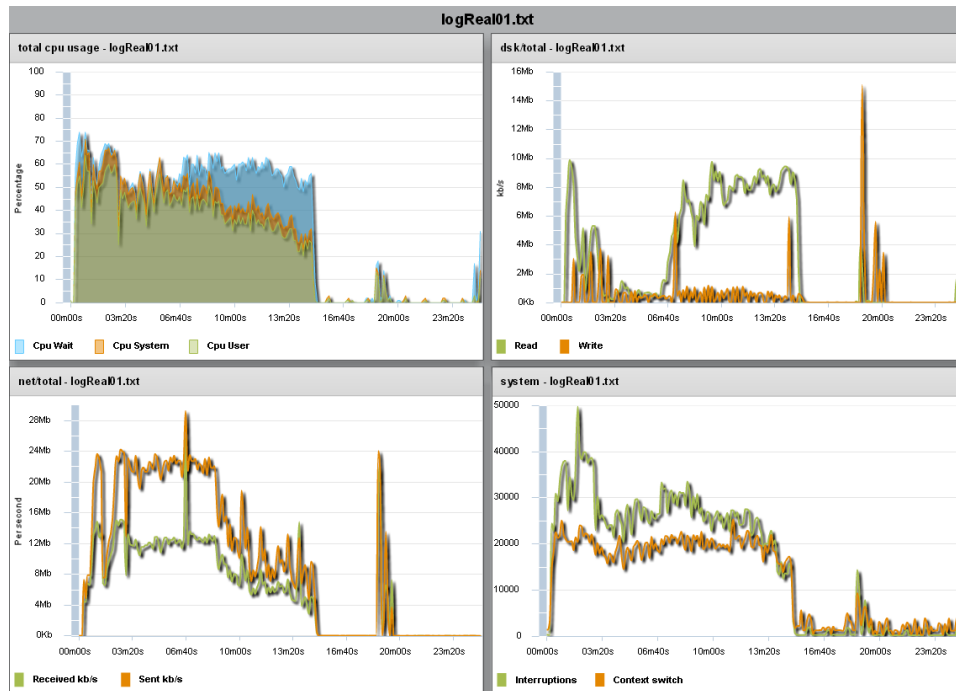 logReal01.txt
total cpu usage - logReal01.txt
100
90
80
70
60
50
40
30
20
10
0
Percentage
00m00s 03m20s 06m40s 10m00s 13m20s 16m40s 20m00s 23m20s
Cpu Wait Cpu System Cpu User
dsk/total - logReal01.txt
16Mb
14Mb
12Mb
10Mb
8Mb
6Mb
4Mb
2Mb
0Kb
kb/s
00m00s 03m20s 06m40s 10m00s 13m20s 16m40s 20m00s 23m20s
Read Write
net/total - logReal01.txt
28Mb
24Mb
20Mb
16Mb
12Mb
8Mb
4Mb
0Kb
Per second
00m00s 03m20s 06m40s 10m00s 13m20s 16m40s 20m00s 23m20s
Received kb/s Sent kb/s
system - logReal01.txt
50000
40000
30000
20000
10000
0
00m00s 03m20s 06m40s 10m00s 13m20s 16m40s 20m00s 23m20s
Interruptions Context switch